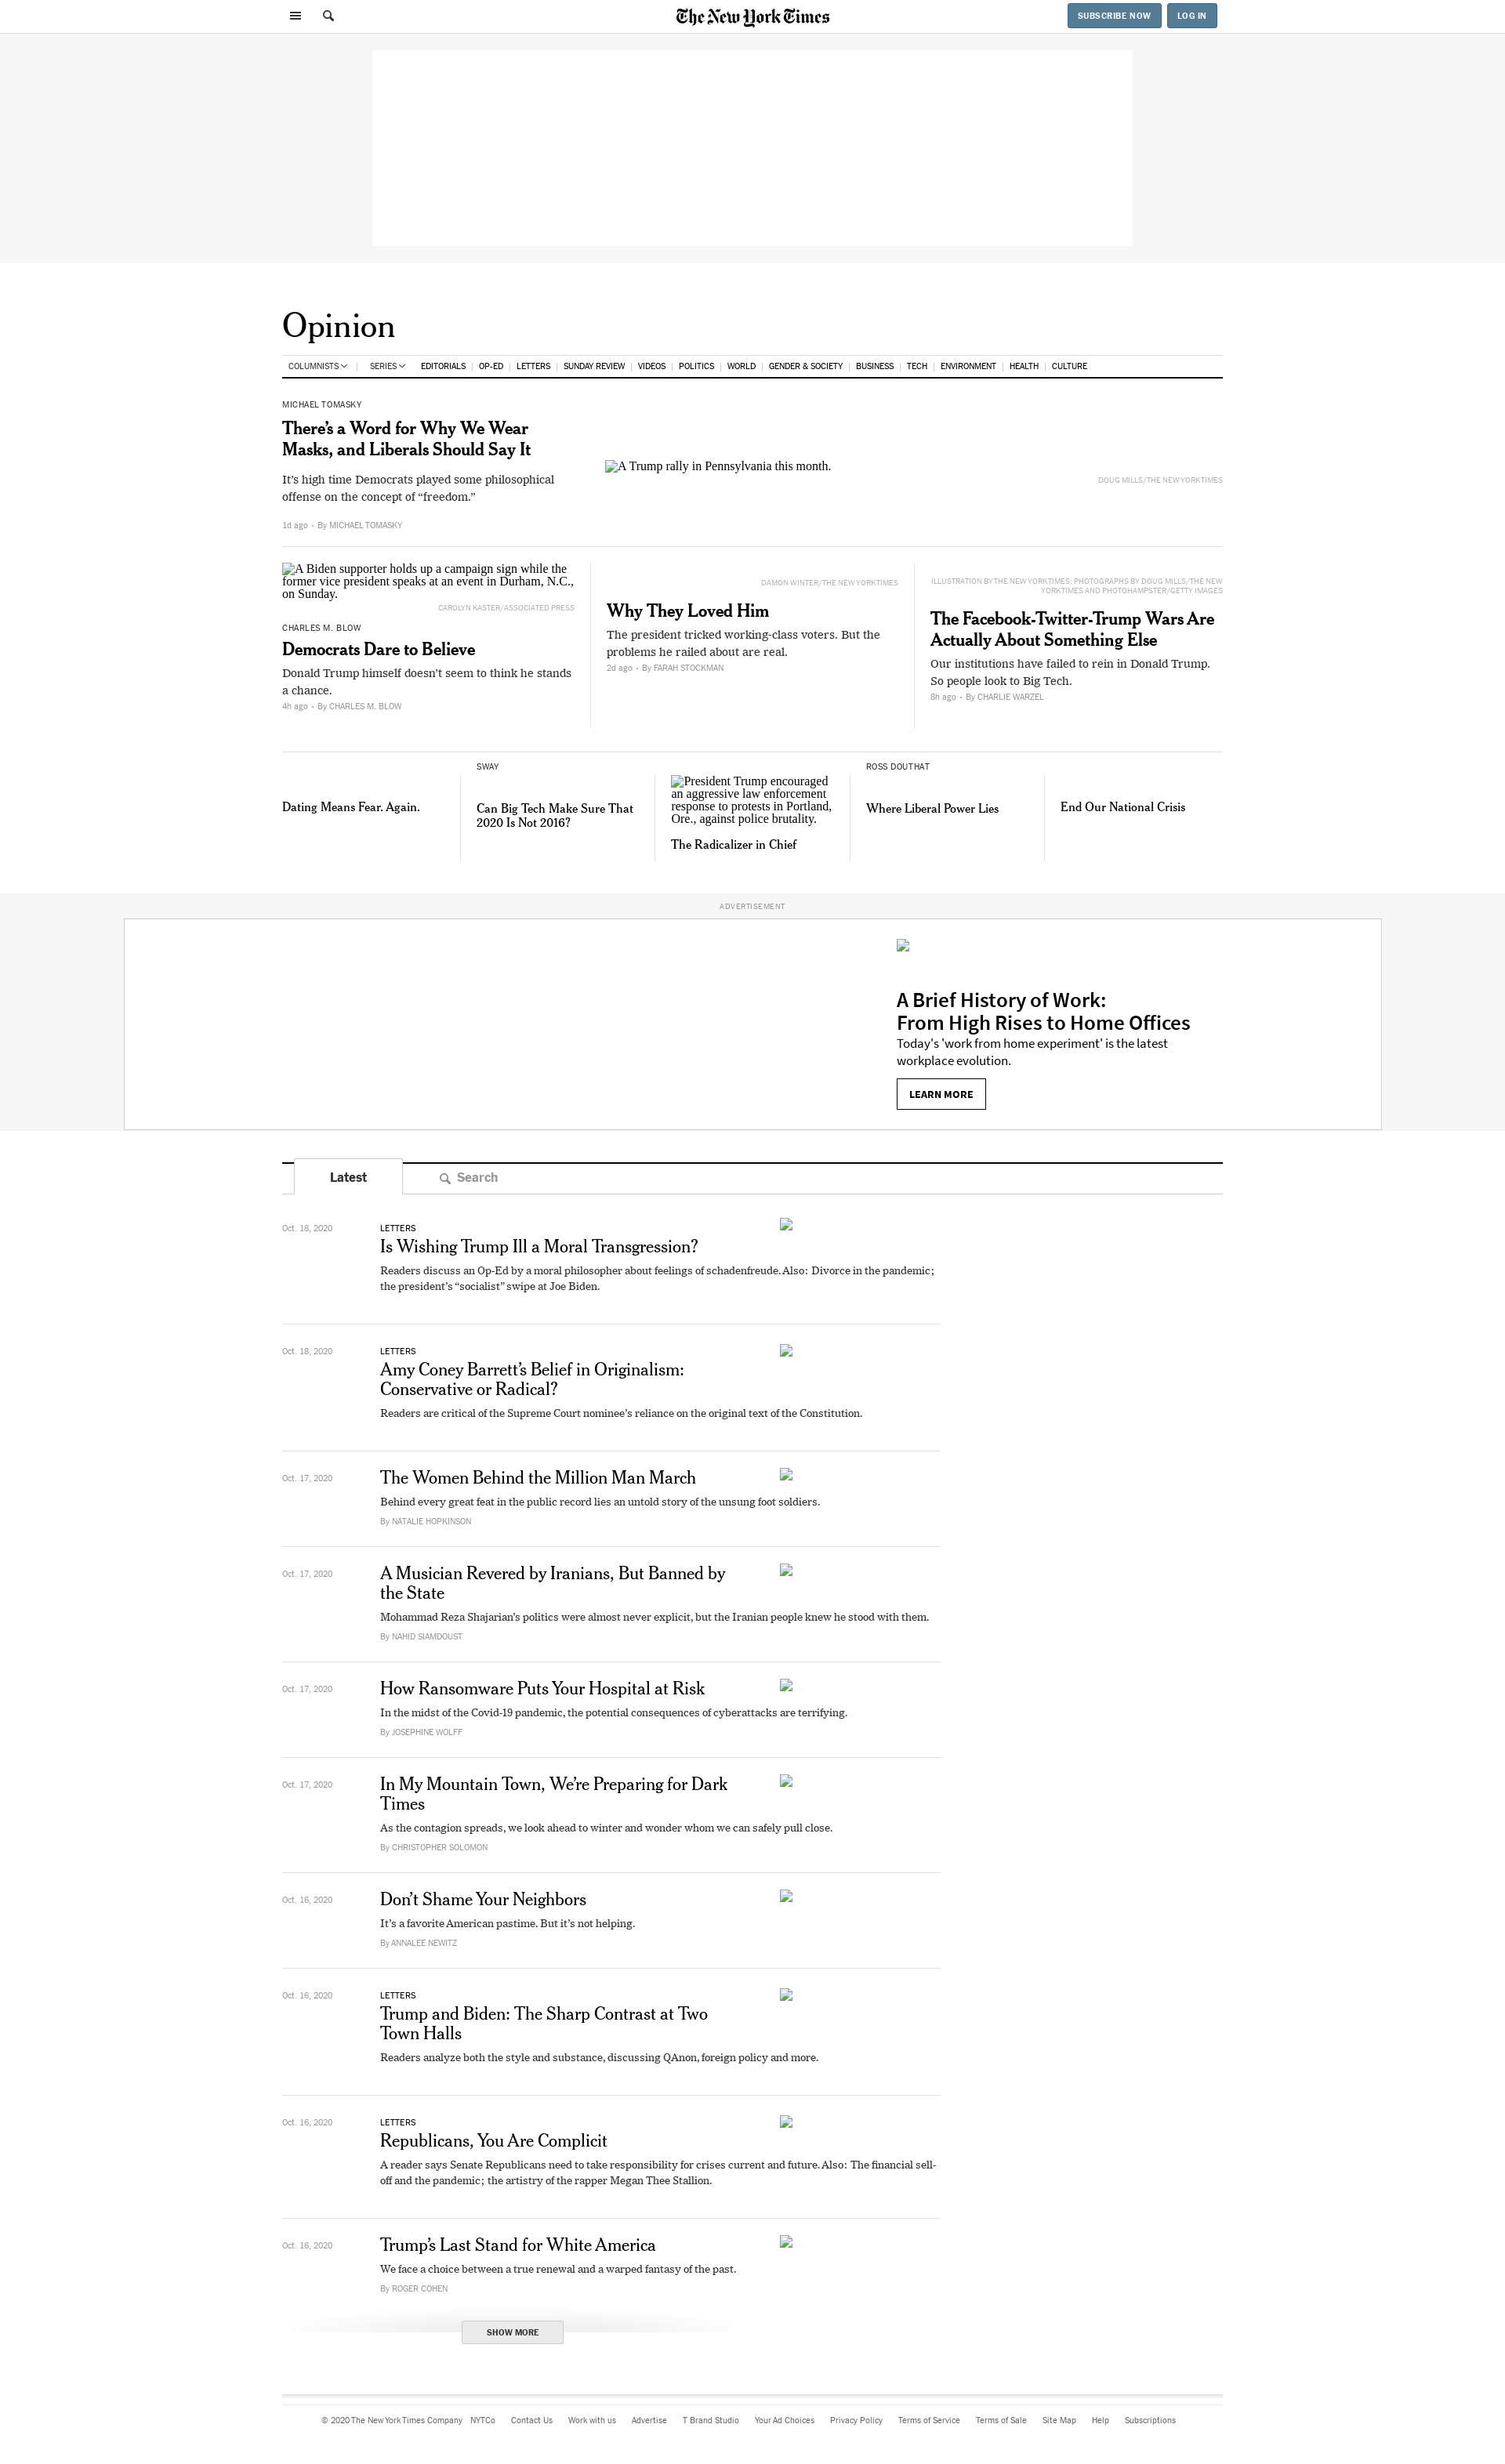 The New York Times
SUBSCRIBE NOW
LOG IN
Opinion
COLUMNISTS | SERIES EDITORIALS | OP-ED | LETTERS | SUNDAY REVIEW | VIDEOS | POLITICS | WORLD | GENDER & SOCIETY | BUSINESS | TECH | ENVIRONMENT | HEALTH | CULTURE
MICHAEL TOMASKY
There’s a Word for Why We Wear
Masks, and Liberals Should Say It
It’s high time Democrats played some philosophical
offense on the concept of “freedom.”
1d ago • By MICHAEL TOMASKY
A Trump rally in Pennsylvania this month.
DOUG MILLS/THE NEW YORK TIMES
A Biden supporter holds up a campaign sign while the
former vice president speaks at an event in Durham, N.C.,
on Sunday.
CAROLYN KASTER/ASSOCIATED PRESS
CHARLES M. BLOW
Democrats Dare to Believe
Donald Trump himself doesn’t seem to think he stands
a chance.
4h ago • By CHARLES M. BLOW
DAMON WINTER/THE NEW YORK TIMES
Why They Loved Him
The president tricked working-class voters. But the
problems he railed about are real.
2d ago • By FARAH STOCKMAN
ILLUSTRATION BY THE NEW YORK TIMES; PHOTOGRAPHS BY DOUG MILLS/THE NEW
YORK TIMES AND PHOTOHAMPSTER/GETTY IMAGES
The Facebook-Twitter-Trump Wars Are
Actually About Something Else
Our institutions have failed to rein in Donald Trump.
So people look to Big Tech.
8h ago • By CHARLIE WARZEL
Dating Means Fear. Again.
SWAY
Can Big Tech Make Sure That
2020 Is Not 2016?
President Trump encouraged
an aggressive law enforcement
response to protests in Portland,
Ore., against police brutality.
The Radicalizer in Chief
ROSS DOUTHAT
Where Liberal Power Lies
End Our National Crisis
ADVERTISEMENT
A Brief History of Work:
From High Rises to Home Offices
Today's 'work from home experiment' is the latest
workplace evolution.
LEARN MORE
Latest
Search
Oct. 18, 2020
LETTERS
Is Wishing Trump Ill a Moral Transgression?
Readers discuss an Op-Ed by a moral philosopher about feelings of schadenfreude. Also: Divorce in the pandemic;
the president’s “socialist” swipe at Joe Biden.
Oct. 18, 2020
LETTERS
Amy Coney Barrett’s Belief in Originalism:
Conservative or Radical?
Readers are critical of the Supreme Court nominee’s reliance on the original text of the Constitution.
Oct. 17, 2020
The Women Behind the Million Man March
Behind every great feat in the public record lies an untold story of the unsung foot soldiers.
By NATALIE HOPKINSON
Oct. 17, 2020
A Musician Revered by Iranians, But Banned by
the State
Mohammad Reza Shajarian’s politics were almost never explicit, but the Iranian people knew he stood with them.
By NAHID SIAMDOUST
Oct. 17, 2020
How Ransomware Puts Your Hospital at Risk
In the midst of the Covid-19 pandemic, the potential consequences of cyberattacks are terrifying.
By JOSEPHINE WOLFF
Oct. 17, 2020
In My Mountain Town, We’re Preparing for Dark
Times
As the contagion spreads, we look ahead to winter and wonder whom we can safely pull close.
By CHRISTOPHER SOLOMON
Oct. 16, 2020
Don’t Shame Your Neighbors
It’s a favorite American pastime. But it’s not helping.
By ANNALEE NEWITZ
Oct. 16, 2020
LETTERS
Trump and Biden: The Sharp Contrast at Two
Town Halls
Readers analyze both the style and substance, discussing QAnon, foreign policy and more.
Oct. 16, 2020
LETTERS
Republicans, You Are Complicit
A reader says Senate Republicans need to take responsibility for crises current and future. Also: The financial sell-
off and the pandemic; the artistry of the rapper Megan Thee Stallion.
Oct. 16, 2020
Trump’s Last Stand for White America
We face a choice between a true renewal and a warped fantasy of the past.
By ROGER COHEN
SHOW MORE
© 2020 The New York Times Company NYTCo Contact Us Work with us Advertise T Brand Studio Your Ad Choices Privacy Policy Terms of Service Terms of Sale Site Map Help Subscriptions